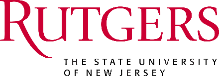 RUTGERS
THE STATE UNIVERSITY
OF NEW JERSEY